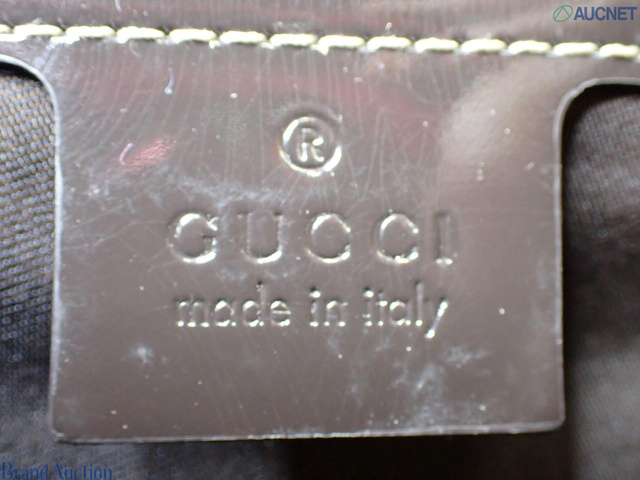 AUCNET
®
GUCCI
made in italy
Brand Auction